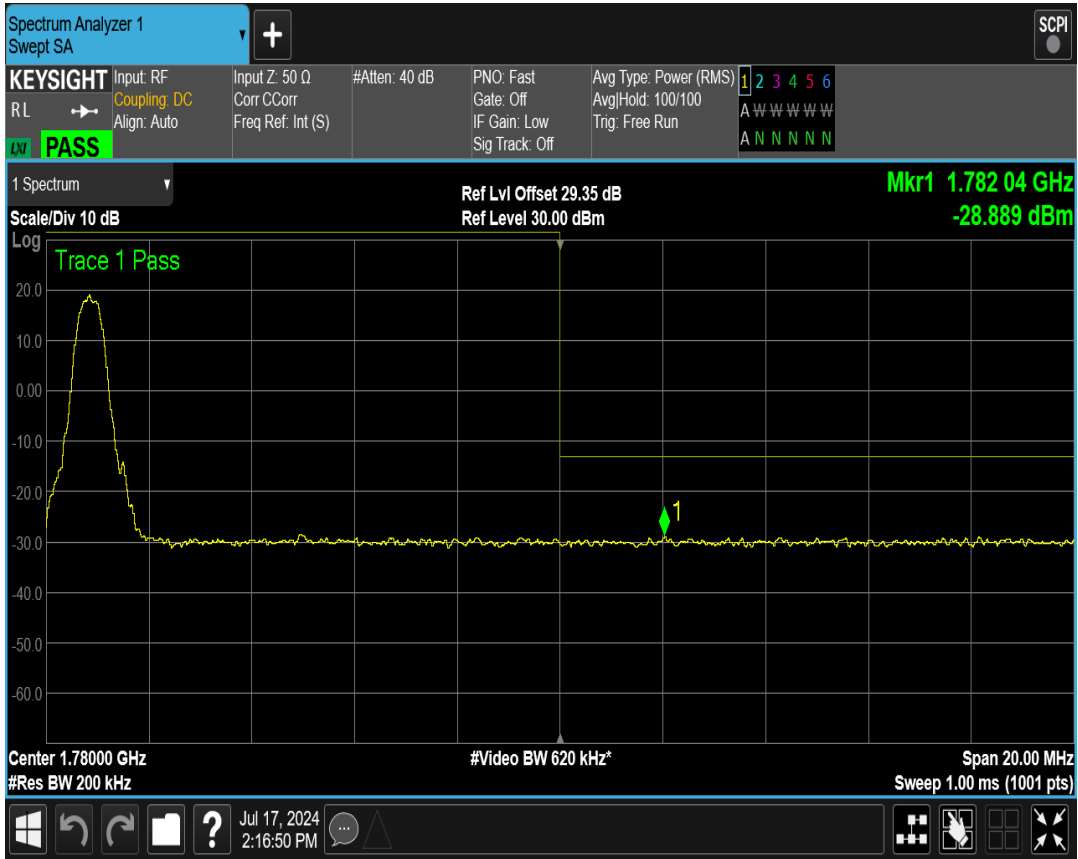 Spectrum Analyzer 1
Swept SA
SCPI
KEYSIGHT
RL
LXI
PASS
Input: RF
Coupling: DC
Align: Auto
Input Z: 50 Ω
Corr CCorr
Freq Ref: Int (S)
#Atten: 40 dB
PNO: Fast
Gate: Off
IF Gain: Low
Sig Track: Off
Avg Type: Power (RMS)
Avg|Hold: 100/100
Trig: Free Run
1 2 3 4 5 6
A W W W W W
A N N N N N
1 Spectrum
Scale/Div 10 dB
Ref Lvl Offset 29.35 dB
Ref Level 30.00 dBm
Mkr1 1.782 04 GHz
-28.889 dBm
Log
Trace 1 Pass
20.0
10.0
0.00
-10.0
-20.0
1
-30.0
-40.0
-50.0
-60.0
Center 1.78000 GHz
#Res BW 200 kHz
#Video BW 620 kHz*
Span 20.00 MHz
Sweep 1.00 ms (1001 pts)
?
Jul 17, 2024
2:16:50 PM